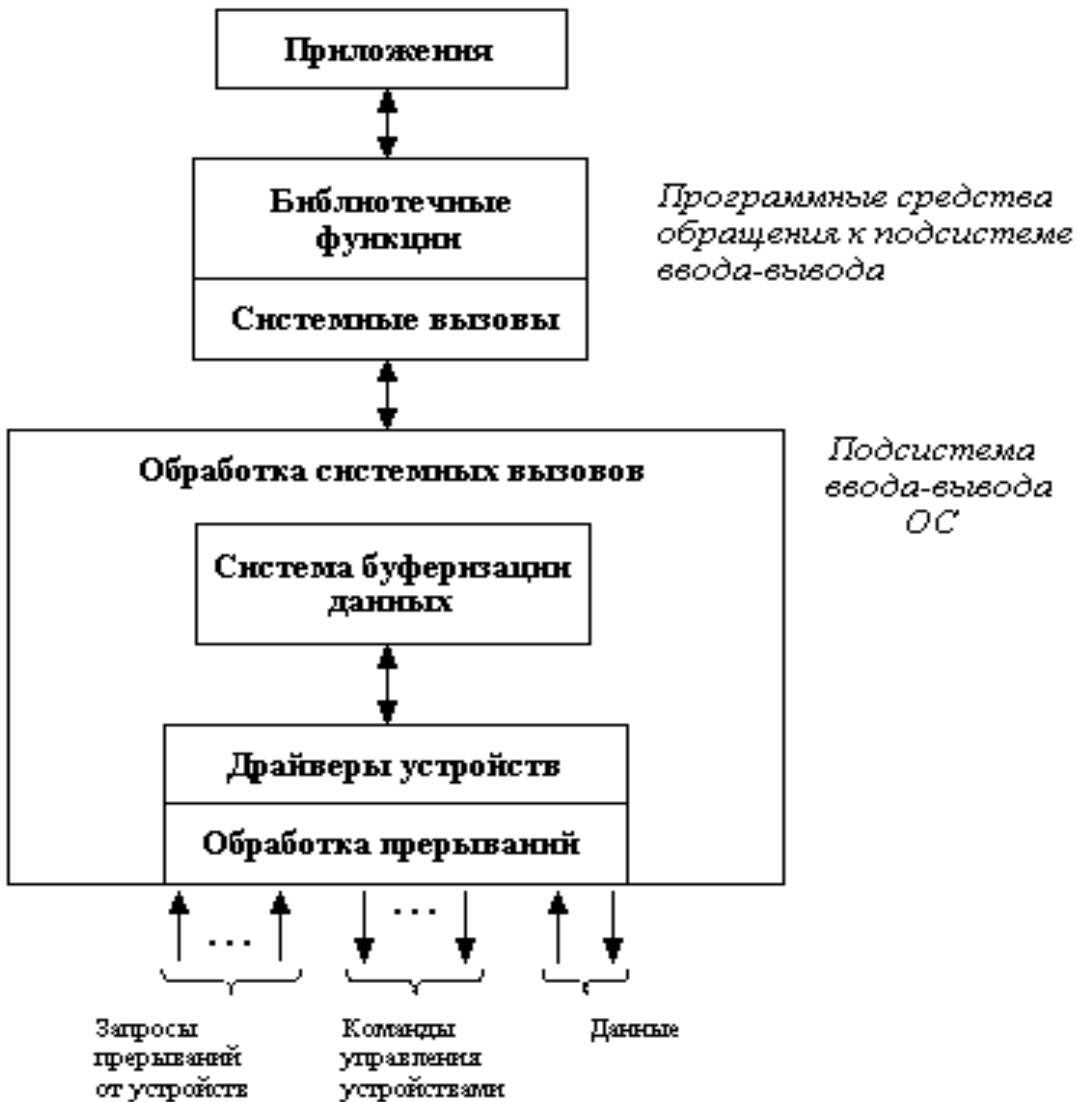 Приложения
Библиотечные
функции
Системные вызовы
Программные средства
обращения к подсистеме
ввода-вывода
Обработка системных вызовов
Подсистема
ввода-вывода
ОС
Система буферизации
данных
Драйверы устройств
Обработка прерываний
...
...
Запросы
прерываний
от устройств
Команды
управления
устройствами
Данные